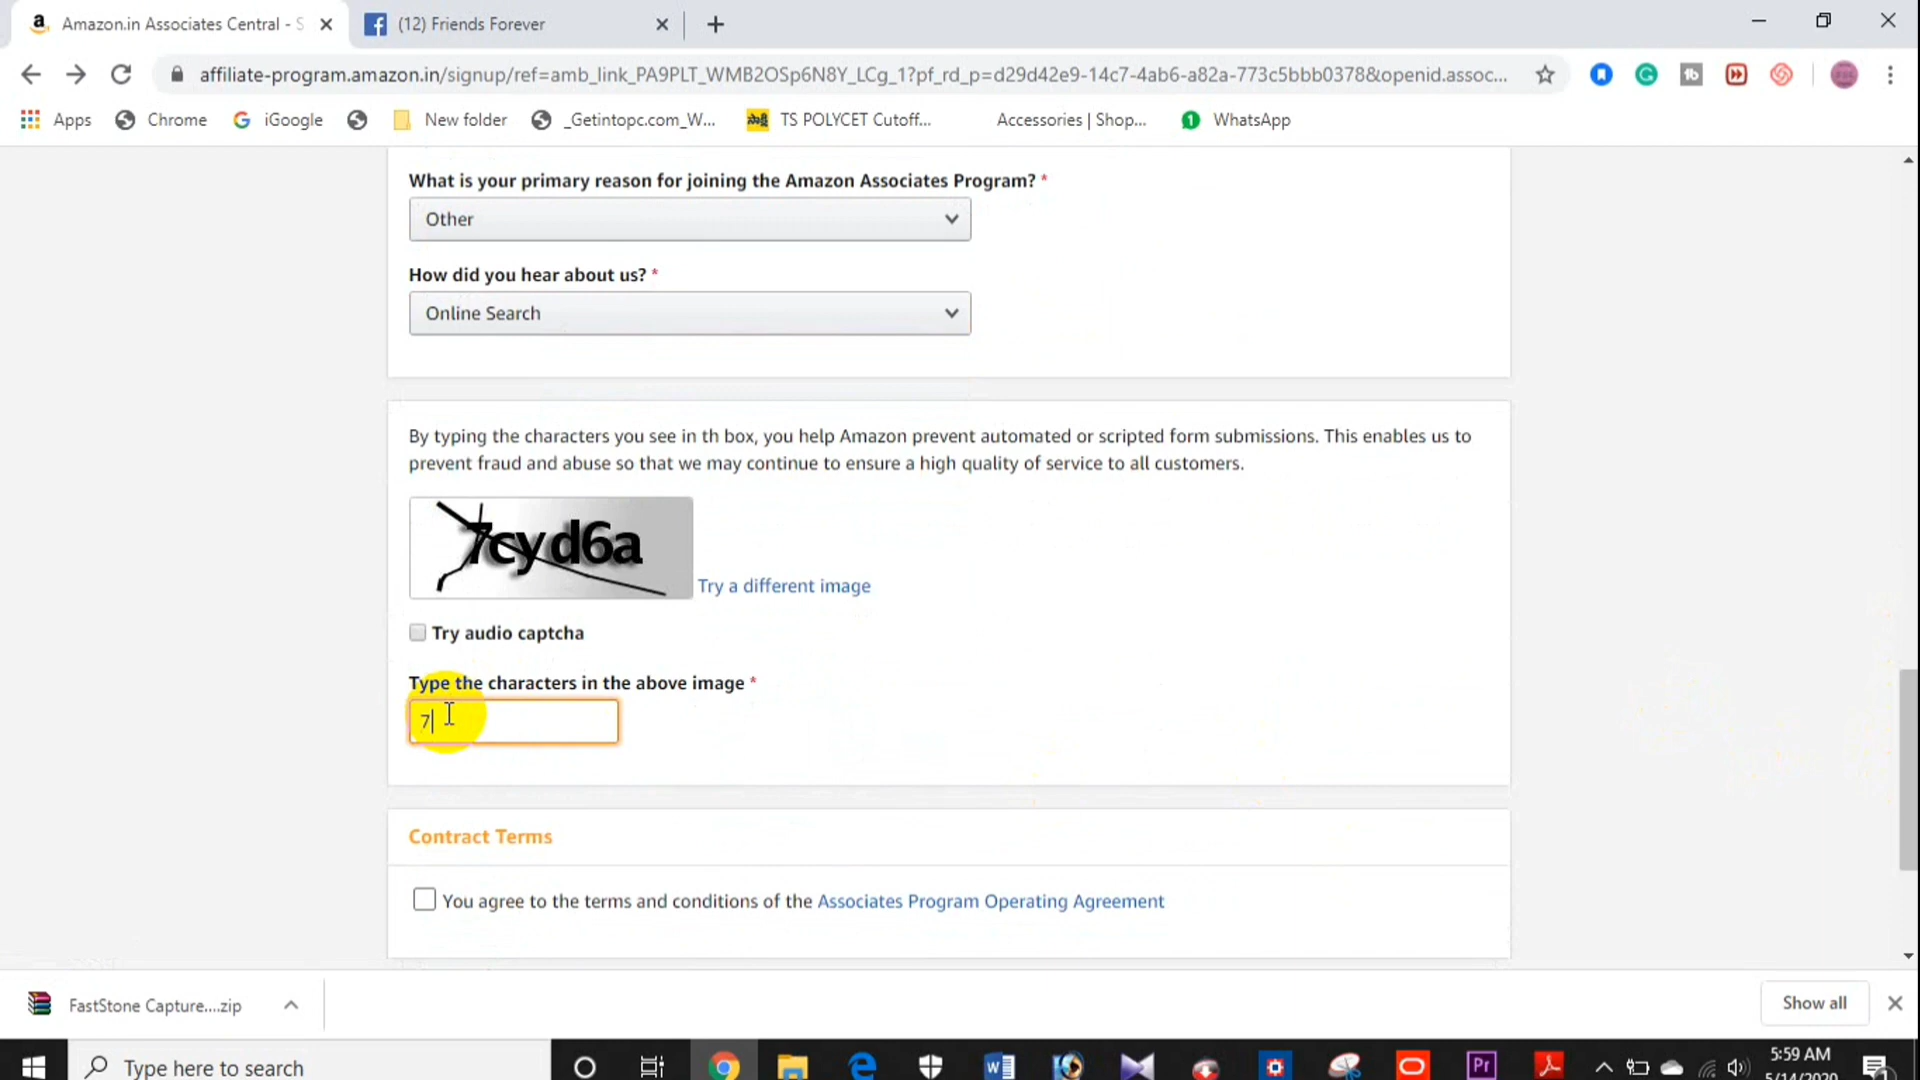 Amazon.in Associates Central - S
(12) Friends Forever
affiliate-program.amazon.in/signup/ref=amb_link_PA9PLT_WMB2OSp6N8Y_LCg_1?pf_rd_p=d29d42e9-14c7-4ab6-a82a-773c5bbb0378&openid.assoc...
Apps Chrome iGoogle New folder _Getintopc.com_W... TS POLYCET Cutoff... Accessories | Shop... WhatsApp
What is your primary reason for joining the Amazon Associates Program? *
Other
How did you hear about us? *
Online Search
By typing the characters you see in th box, you help Amazon prevent automated or scripted form submissions. This enables us to
prevent fraud and abuse so that we may continue to ensure a high quality of service to all customers.
7cyd6a
Try a different image
Try audio captcha
Type the characters in the above image *
7
Contract Terms
You agree to the terms and conditions of the Associates Program Operating Agreement
FastStone Capture....zip
Show all
Type here to search
5:59 AM
5/14/2020